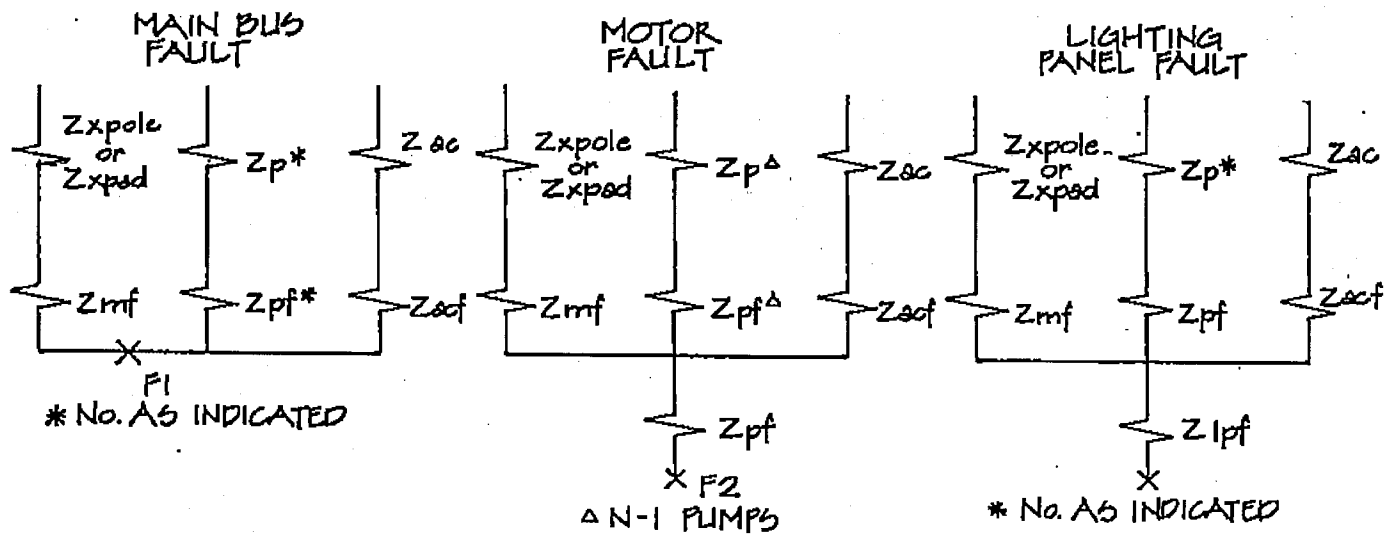 MAIN BUS
FAULT
Zxpole
or
Zxpad
Zp*
Zac
Zmf
Zpf*
Zacf
F1
* No. AS INDICATED
MOTOR
FAULT
Zxpole
or
Zxpad
Zp△
Zac
Zmf
Zpf△
Zacf
Zpf
F2
△ N-1 PUMPS
LIGHTING
PANEL FAULT
Zxpole
or
Zxpad
Zp*
Zac
Zmf
Zpf
Zacf
Zlpf
* No. AS INDICATED